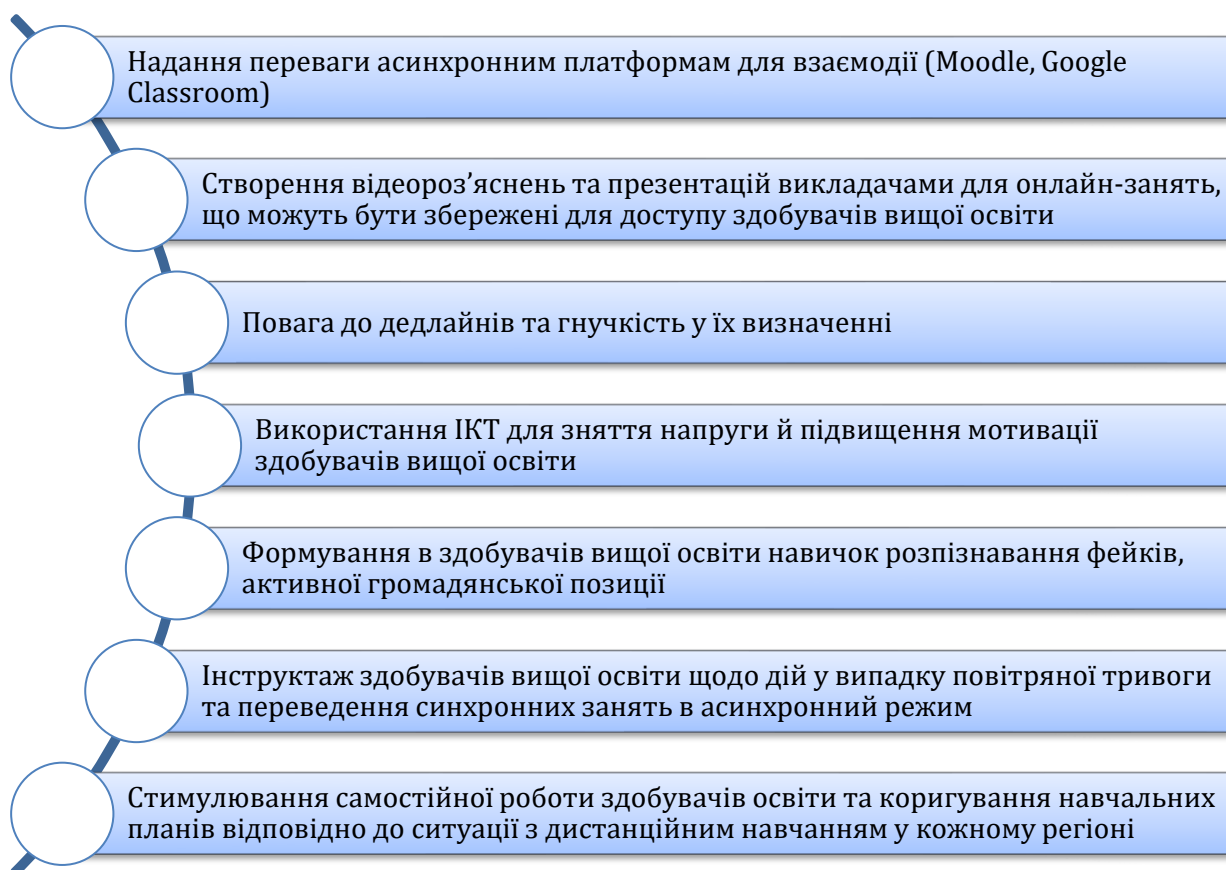 Надання переваги асинхронним платформам для взаємодії (Moodle, Google
Classroom)
Створення відеороз’яснень та презентацій викладачами для онлайн-занять,
що можуть бути збережені для доступу здобувачів вищої освіти
Повага до дедлайнів та гнучкість у їх визначенні
Використання ІКТ для зняття напруги й підвищення мотивації
здобувачів вищої освіти
Формування в здобувачів вищої освіти навичок розпізнавання фейків,
активної громадянської позиції
Інструктаж здобувачів вищої освіти щодо дій у випадку повітряної тривоги
та переведення синхронних занять в асинхронний режим
Стимулювання самостійної роботи здобувачів освіти та коригування навчальних
планів відповідно до ситуації з дистанційним навчанням у кожному регіоні